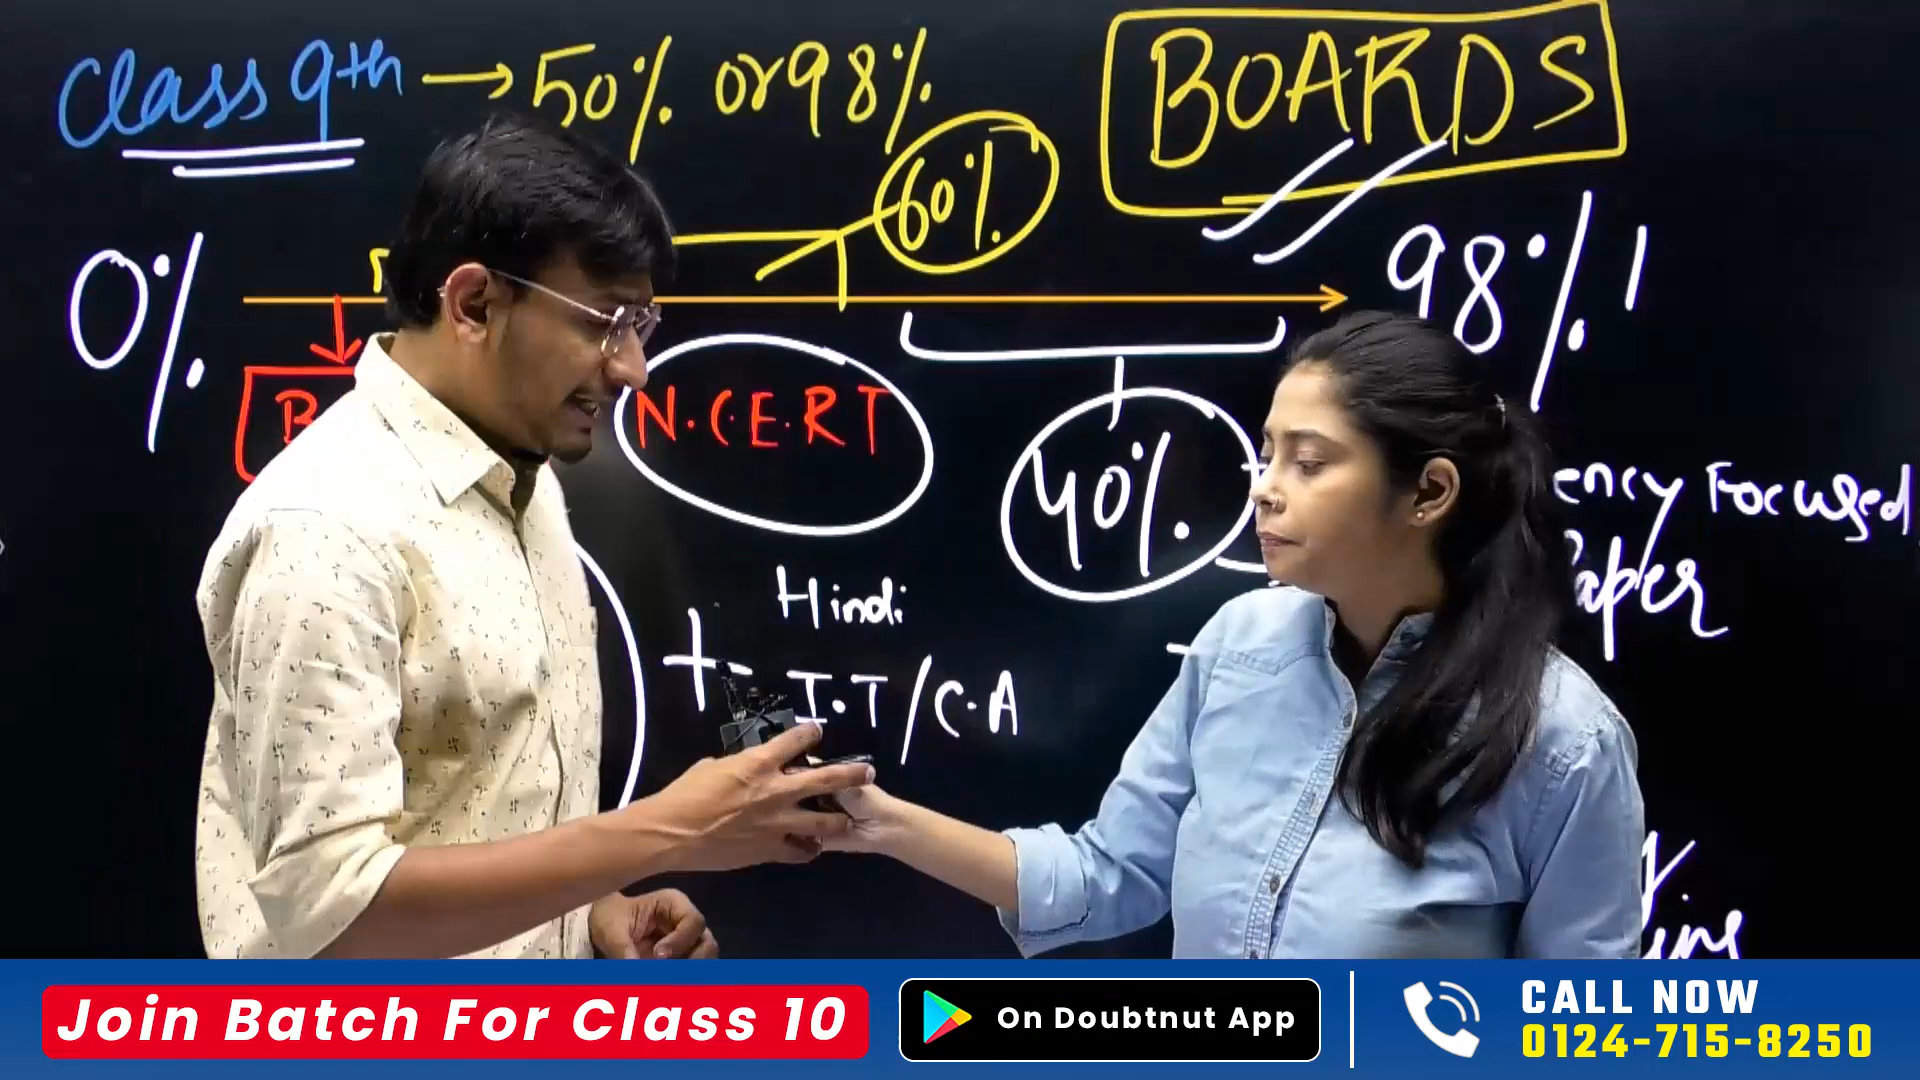 Class 9th → 50% or 98%
BOARDS
60%
0%
98%
N.C.E.R.T
40%
Focused
Paper
Hindi
+ I.T / C.A
Join Batch For Class 10
On Doubtnut App
CALL NOW
0124-715-8250